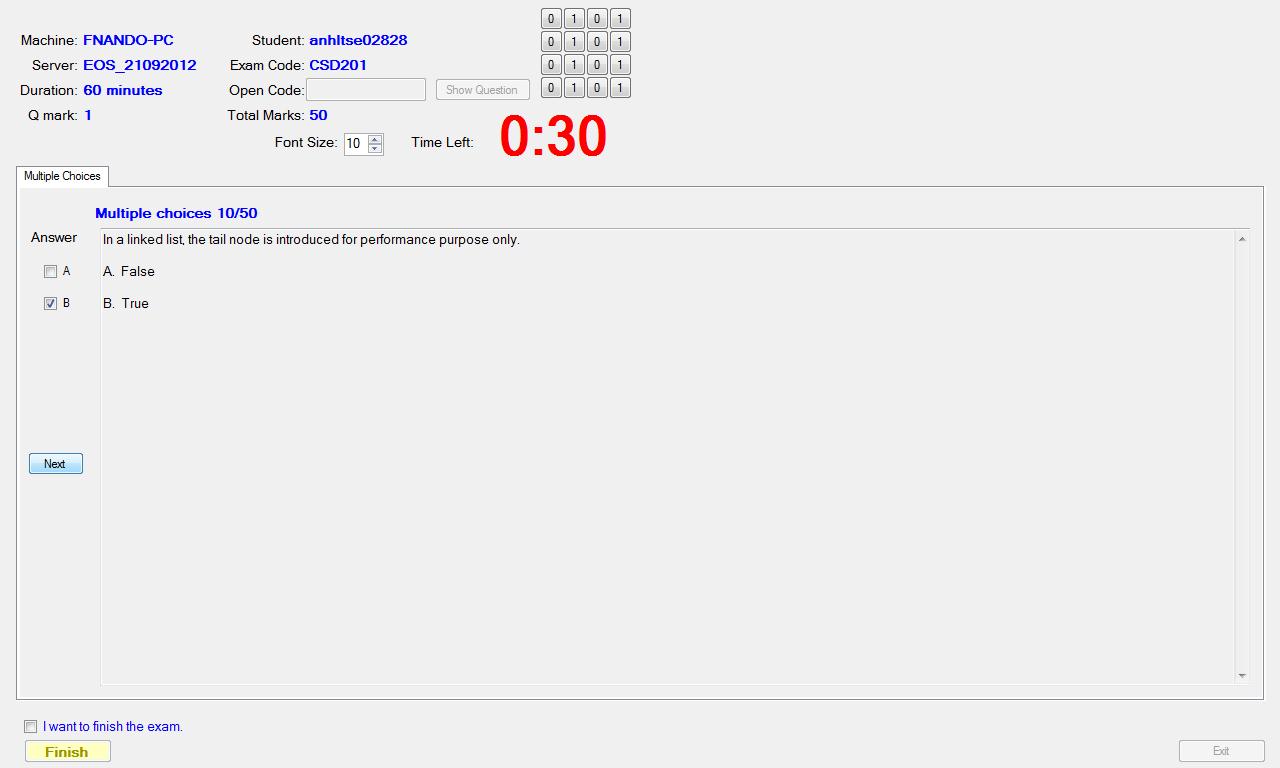 0 1 0 1
Machine: FNANDO-PC Student: anhltse02828
0 1 0 1
Server: EOS_21092012 Exam Code: CSD201
0 1 0 1
Duration: 60 minutes Open Code: Show Question
0 1 0 1
Q mark: 1 Total Marks: 50
Font Size: 10 Time Left: 0:30
Multiple Choices
Multiple choices 10/50
Answer
In a linked list, the tail node is introduced for performance purpose only.
A A. False
B B. True
Next
I want to finish the exam.
Finish
Exit